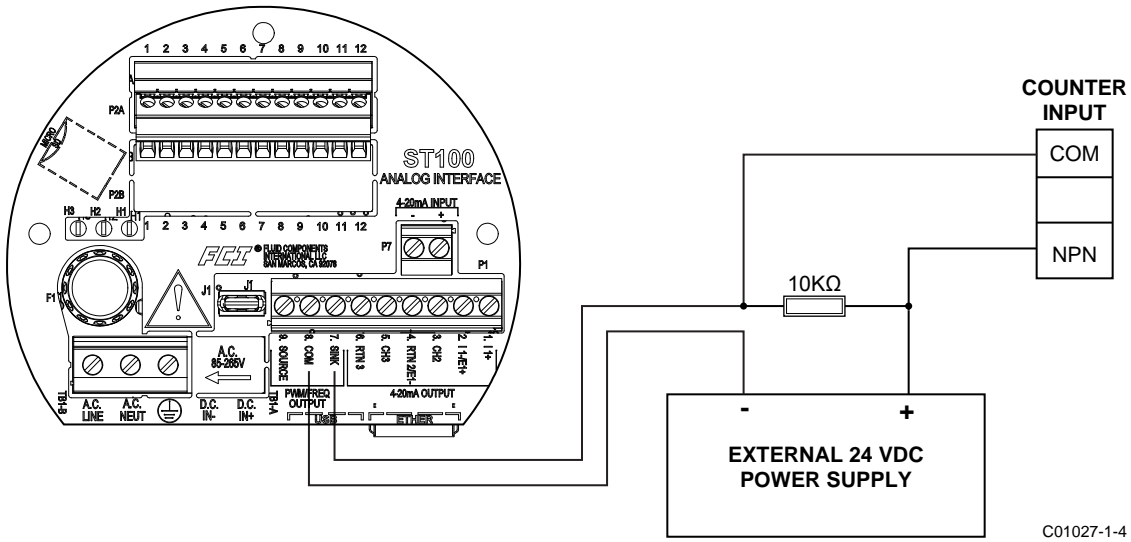 1 2 3 4 5 6 7 8 9 10 11 12
P2A
MICRO
SD
ST100
ANALOG INTERFACE
P2B
4-20mA INPUT
- +
H3 H2 H1
1 2 3 4 5 6 7 8 9 10 11 12
P7
FCI ® FLUID COMPONENTS
INTERNATIONAL LLC
SAN MARCOS, CA 92078
P1
F1
J1 J1
9. SOURCE
8. COM
7. SINK
6. RTN 3
5. CH3
4. RTN 2/E1-
3. CH2
2. I1-/E1+
1. I1+
A.C.
85-265V
TB1-B
A.C.
LINE
A.C.
NEUT
D.C.
IN-
D.C.
IN+
TB1-A
PWM/FREQ
OUTPUT
4-20mA OUTPUT
USB
ETHER
COUNTER
INPUT
COM
NPN
10KΩ
- +
EXTERNAL 24 VDC
POWER SUPPLY
C01027-1-4